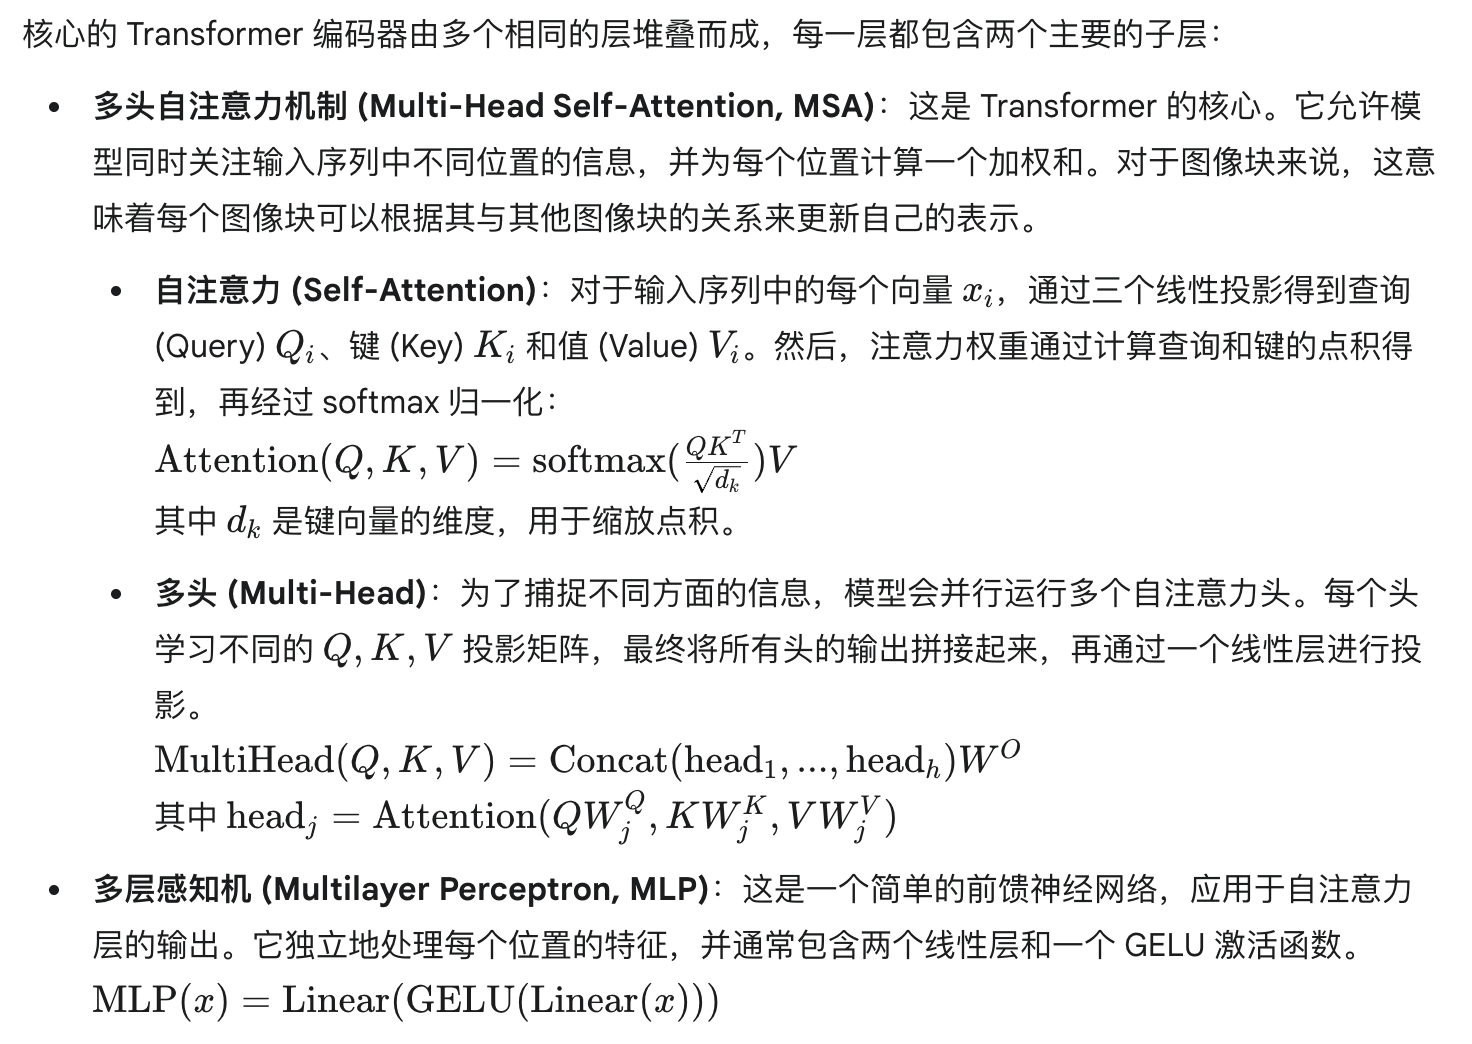 核心的 Transformer 编码器由多个相同的层堆叠而成，每一层都包含两个主要的子层：
• 多头自注意力机制 (Multi-Head Self-Attention, MSA)：这是 Transformer 的核心。它允许模
型同时关注输入序列中不同位置的信息，并为每个位置计算一个加权和。对于图像块来说，这意
味着每个图像块可以根据其与其他图像块的关系来更新自己的表示。
• 自注意力 (Self-Attention)：对于输入序列中的每个向量 $x_i$，通过三个线性投影得到查询
(Query) $Q_i$、键 (Key) $K_i$ 和值 (Value) $V_i$。然后，注意力权重通过计算查询和键的点积得
到，再经过 softmax 归一化：
$\text{Attention}(Q, K, V) = \text{softmax}(\frac{QK^T}{\sqrt{d_k}})V$
其中 $d_k$ 是键向量的维度，用于缩放点积。
• 多头 (Multi-Head)：为了捕捉不同方面的信息，模型会并行运行多个自注意力头。每个头
学习不同的 $Q, K, V$ 投影矩阵，最终将所有头的输出拼接起来，再通过一个线性层进行投
影。
$\text{MultiHead}(Q, K, V) = \text{Concat}(\text{head}_1, ..., \text{head}_h)W^O$
其中 $\text{head}_j = \text{Attention}(QW_j^Q, KW_j^K, VW_j^V)$
• 多层感知机 (Multilayer Perceptron, MLP)：这是一个简单的前馈神经网络，应用于自注意力
层的输出。它独立地处理每个位置的特征，并通常包含两个线性层和一个 GELU 激活函数。
$\text{MLP}(x) = \text{Linear}(\text{GELU}(\text{Linear}(x)))$